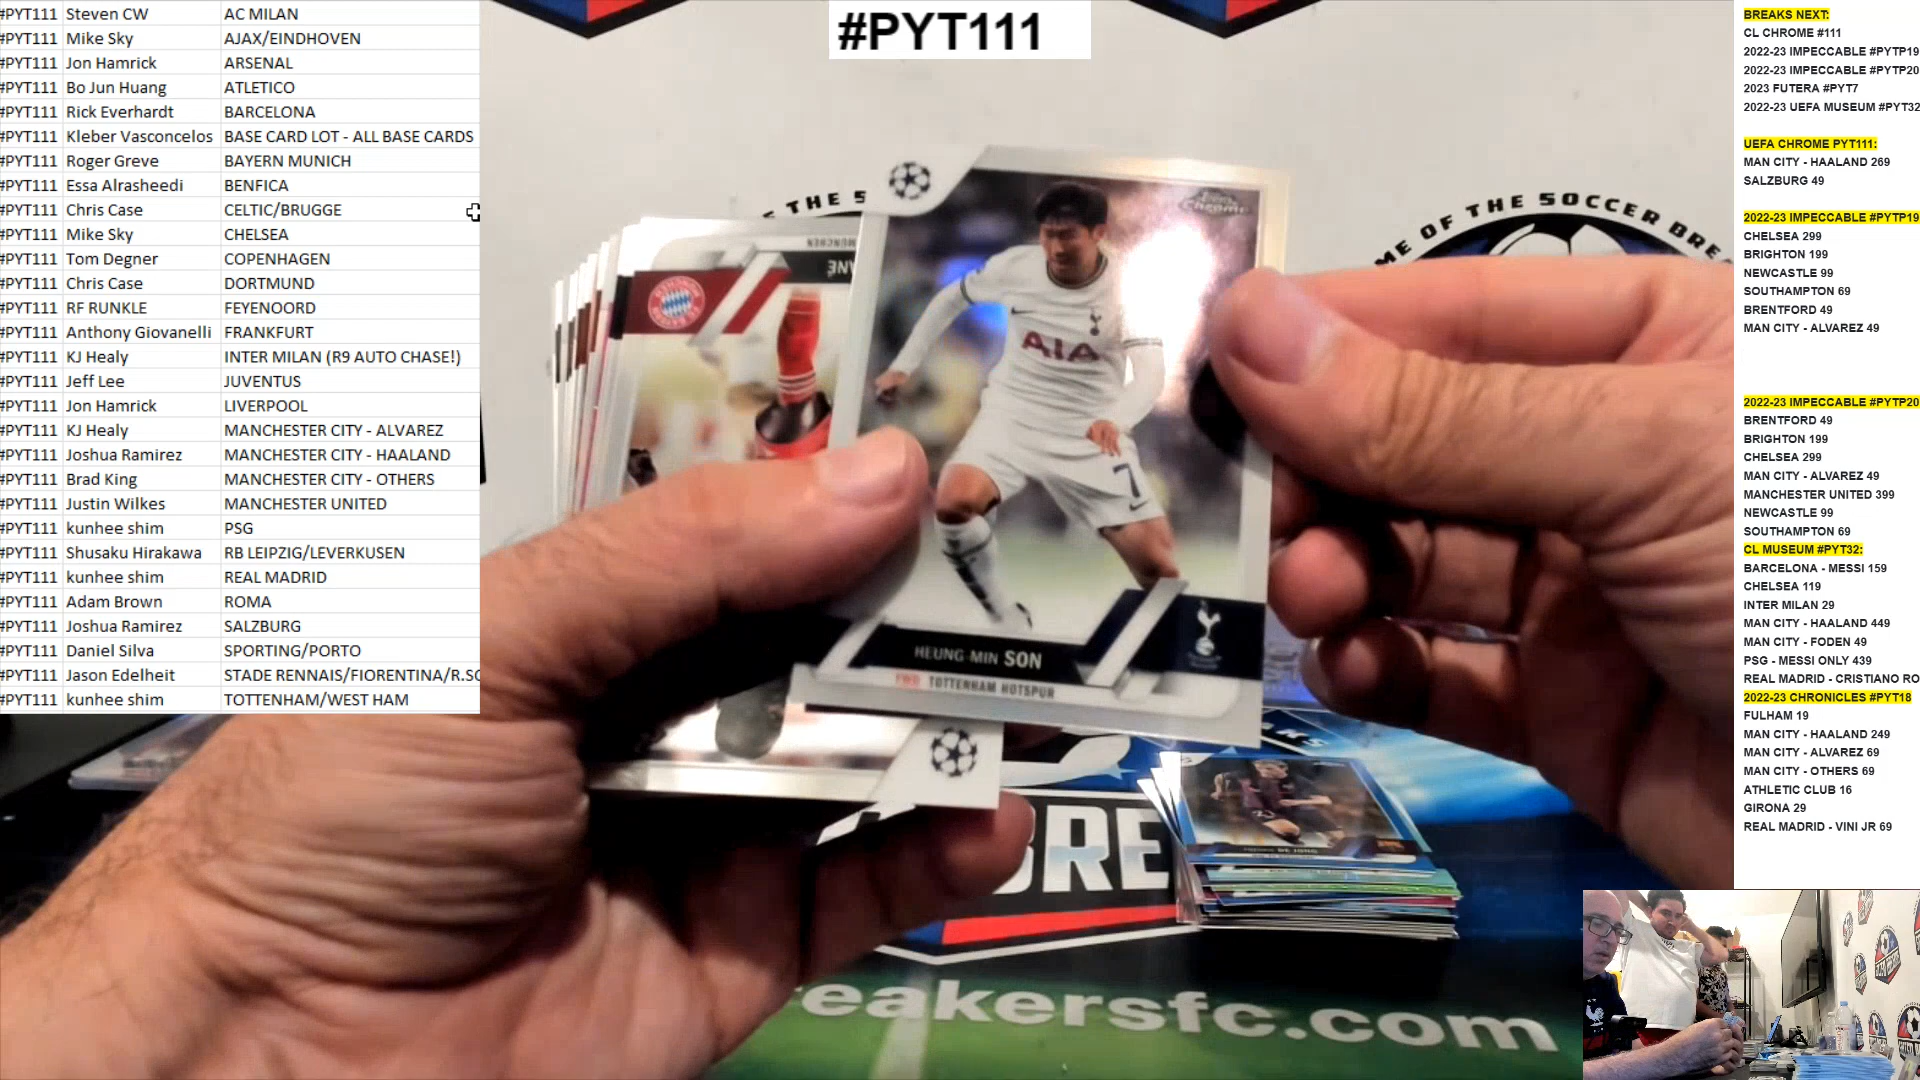 #PYT111 Steven CW AC MILAN
#PYT111 Mike Sky AJAX/EINDHOVEN
#PYT111 Jon Hamrick ARSENAL
#PYT111 Bo Jun Huang ATLETICO
#PYT111 Rick Everhardt BARCELONA
#PYT111 Kleber Vasconcelos BASE CARD LOT - ALL BASE CARDS
#PYT111 Roger Greve BAYERN MUNICH
#PYT111 Essa Alrasheedi BENFICA
#PYT111 Chris Case CELTIC/BRUGGE
#PYT111 Mike Sky CHELSEA
#PYT111 Tom Degner COPENHAGEN
#PYT111 Chris Case DORTMUND
#PYT111 RF RUNKLE FEYENOORD
#PYT111 Anthony Giovanelli FRANKFURT
#PYT111 KJ Healy INTER MILAN (R9 AUTO CHASE!)
#PYT111 Jeff Lee JUVENTUS
#PYT111 Jon Hamrick LIVERPOOL
#PYT111 KJ Healy MANCHESTER CITY - ALVAREZ
#PYT111 Joshua Ramirez MANCHESTER CITY - HAALAND
#PYT111 Brad King MANCHESTER CITY - OTHERS
#PYT111 Justin Wilkes MANCHESTER UNITED
#PYT111 kunhee shim PSG
#PYT111 Shusaku Hirakawa RB LEIPZIG/LEVERKUSEN
#PYT111 kunhee shim REAL MADRID
#PYT111 Adam Brown ROMA
#PYT111 Joshua Ramirez SALZBURG
#PYT111 Daniel Silva SPORTING/PORTO
#PYT111 Jason Edelheit STADE RENNAIS/FIORENTINA/R.SC
#PYT111 kunhee shim TOTTENHAM/WEST HAM
#PYT111
THE S
ME OF THE SOCCER BRE
Chrome
AIA
7
HEUNG-MIN SON
FWD TOTTENHAM HOTSPUR
DE JONG
BRE
eakersfc.com
BREAKS NEXT:
CL CHROME #111
2022-23 IMPECCABLE #PYTP19
2022-23 IMPECCABLE #PYTP20
2023 FUTERA #PYT7
2022-23 UEFA MUSEUM #PYT32
UEFA CHROME PYT111:
MAN CITY - HAALAND 269
SALZBURG 49
2022-23 IMPECCABLE #PYTP19
CHELSEA 299
BRIGHTON 199
NEWCASTLE 99
SOUTHAMPTON 69
BRENTFORD 49
MAN CITY - ALVAREZ 49
2022-23 IMPECCABLE #PYTP20
BRENTFORD 49
BRIGHTON 199
CHELSEA 299
MAN CITY - ALVAREZ 49
MANCHESTER UNITED 399
NEWCASTLE 99
SOUTHAMPTON 69
CL MUSEUM #PYT32:
BARCELONA - MESSI 159
CHELSEA 119
INTER MILAN 29
MAN CITY - HAALAND 449
MAN CITY - FODEN 49
PSG - MESSI ONLY 439
REAL MADRID - CRISTIANO RO
2022-23 CHRONICLES #PYT18
FULHAM 19
MAN CITY - HAALAND 249
MAN CITY - ALVAREZ 69
MAN CITY - OTHERS 69
ATHLETIC CLUB 16
GIRONA 29
REAL MADRID - VINI JR 69